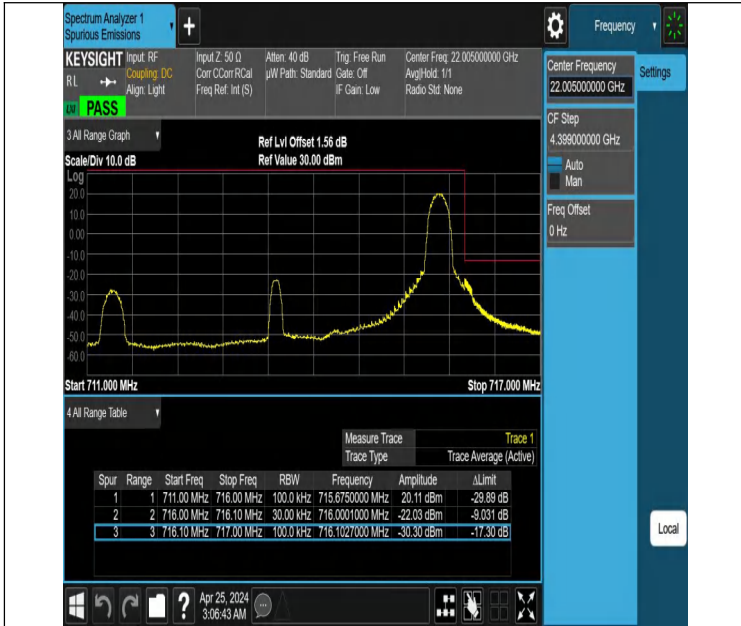 Spectrum Analyzer 1
Spurious Emissions
+
Frequency
KEYSIGHT Input: RF Input Z: 50 Ω Atten: 40 dB Trig: Free Run Center Freq: 22.005000000 GHz
Coupling: DC Corr CCorr RCal µW Path: Standard Gate: Off Avg|Hold: 1/1
R L Align: Light Freq Ref: Int (S) IF Gain: Low Radio Std: None
PASS
Center Frequency
22.005000000 GHz
Settings
CF Step
4.399000000 GHz
Auto
Man
Freq Offset
0 Hz
3 All Range Graph
Ref Lvl Offset 1.56 dB
Scale/Div 10.0 dB Ref Value 30.00 dBm
Log
20.0
10.0
0.00
-10.0
-20.0
-30.0
-40.0
-50.0
-60.0
Start 711.000 MHz Stop 717.000 MHz
4 All Range Table
Measure Trace Trace 1
Trace Type Trace Average (Active)
Spur Range Start Freq Stop Freq RBW Frequency Amplitude ΔLimit
1 1 711.00 MHz 716.00 MHz 100.0 kHz 715.6750000 MHz 20.11 dBm -29.89 dB
2 2 716.00 MHz 716.10 MHz 30.00 kHz 716.0001000 MHz -22.03 dBm -9.031 dB
3 3 716.10 MHz 717.00 MHz 100.0 kHz 716.1027000 MHz -30.30 dBm -17.30 dB
Local
? Apr 25, 2024
3:06:43 AM